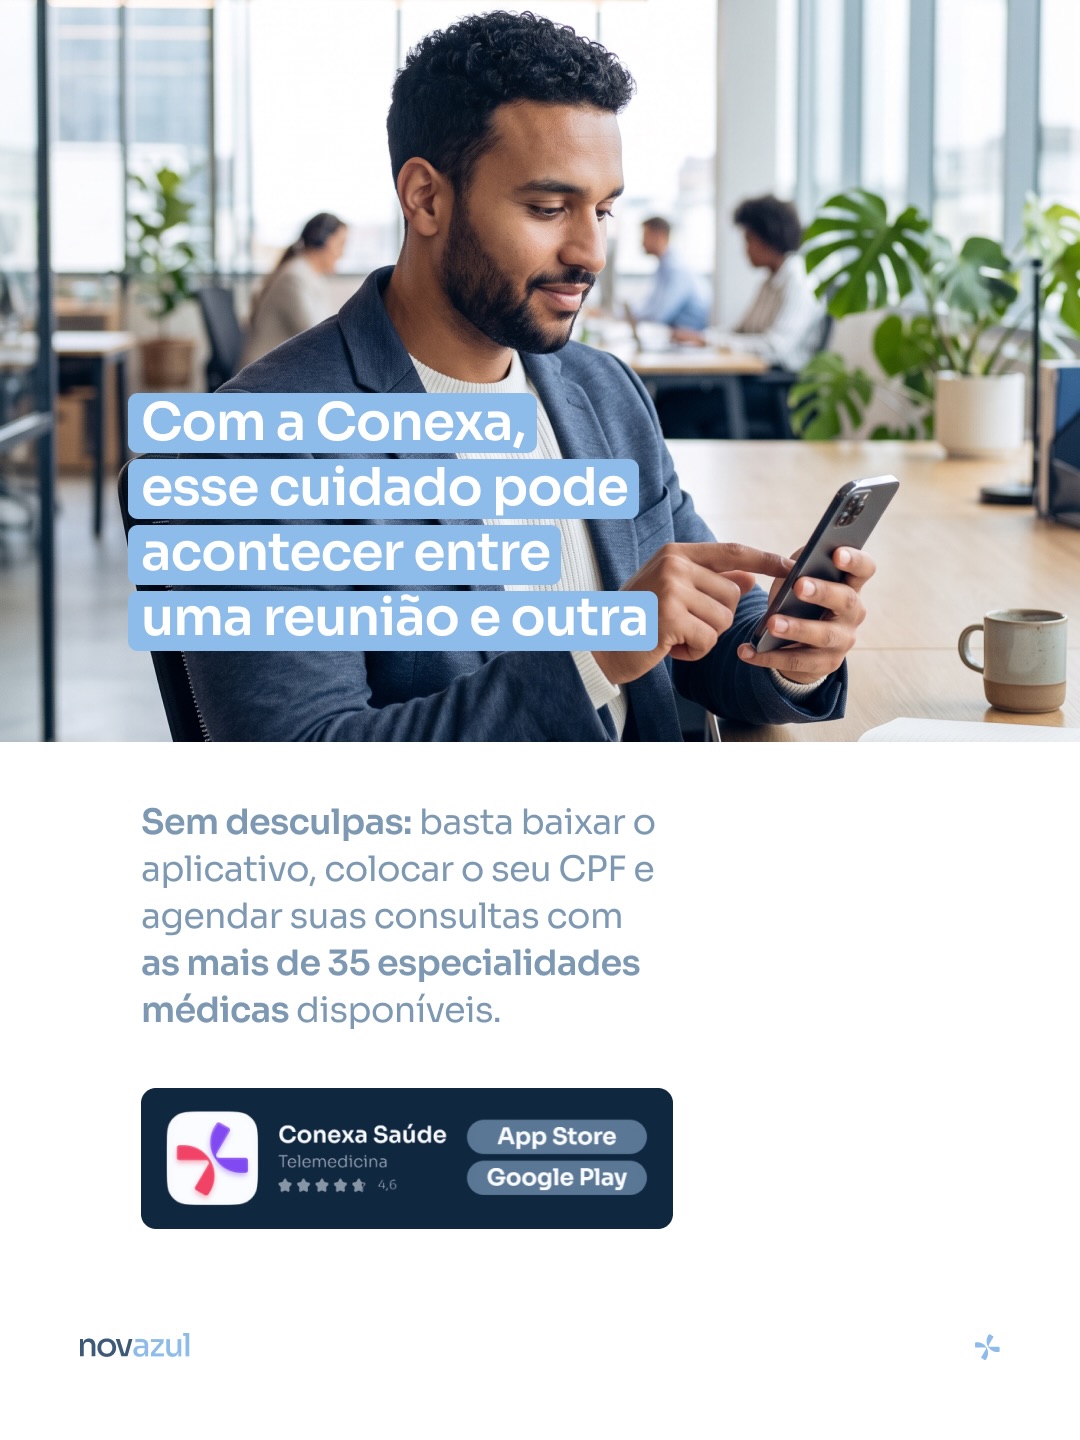 Com a Conexa,
esse cuidado pode
acontecer entre
uma reunião e outra
Sem desculpas: basta baixar o
aplicativo, colocar o seu CPF e
agendar suas consultas com
as mais de 35 especialidades
médicas disponíveis.
Conexa Saúde
Telemedicina
4,6
App Store
Google Play
novazul